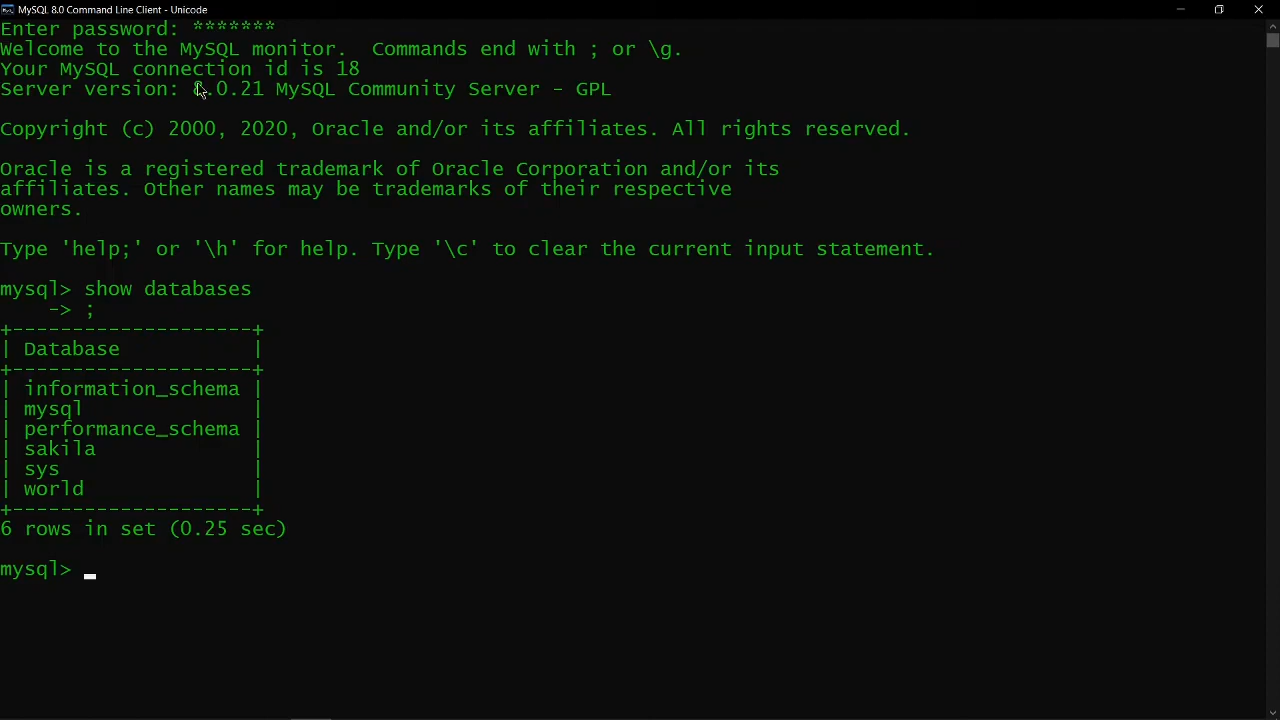 MySQL 8.0 Command Line Client - Unicode
Enter password: *******
Welcome to the MySQL monitor.  Commands end with ; or \g.
Your MySQL connection id is 18
Server version: 8.0.21 MySQL Community Server - GPL
Copyright (c) 2000, 2020, Oracle and/or its affiliates. All rights reserved.
Oracle is a registered trademark of Oracle Corporation and/or its
affiliates. Other names may be trademarks of their respective
owners.
Type 'help;' or '\h' for help. Type '\c' to clear the current input statement.
mysql> show databases
    -> ;
+--------------------+
| Database           |
+--------------------+
| information_schema |
| mysql              |
| performance_schema |
| sakila             |
| sys                |
| world              |
+--------------------+
6 rows in set (0.25 sec)
mysql>